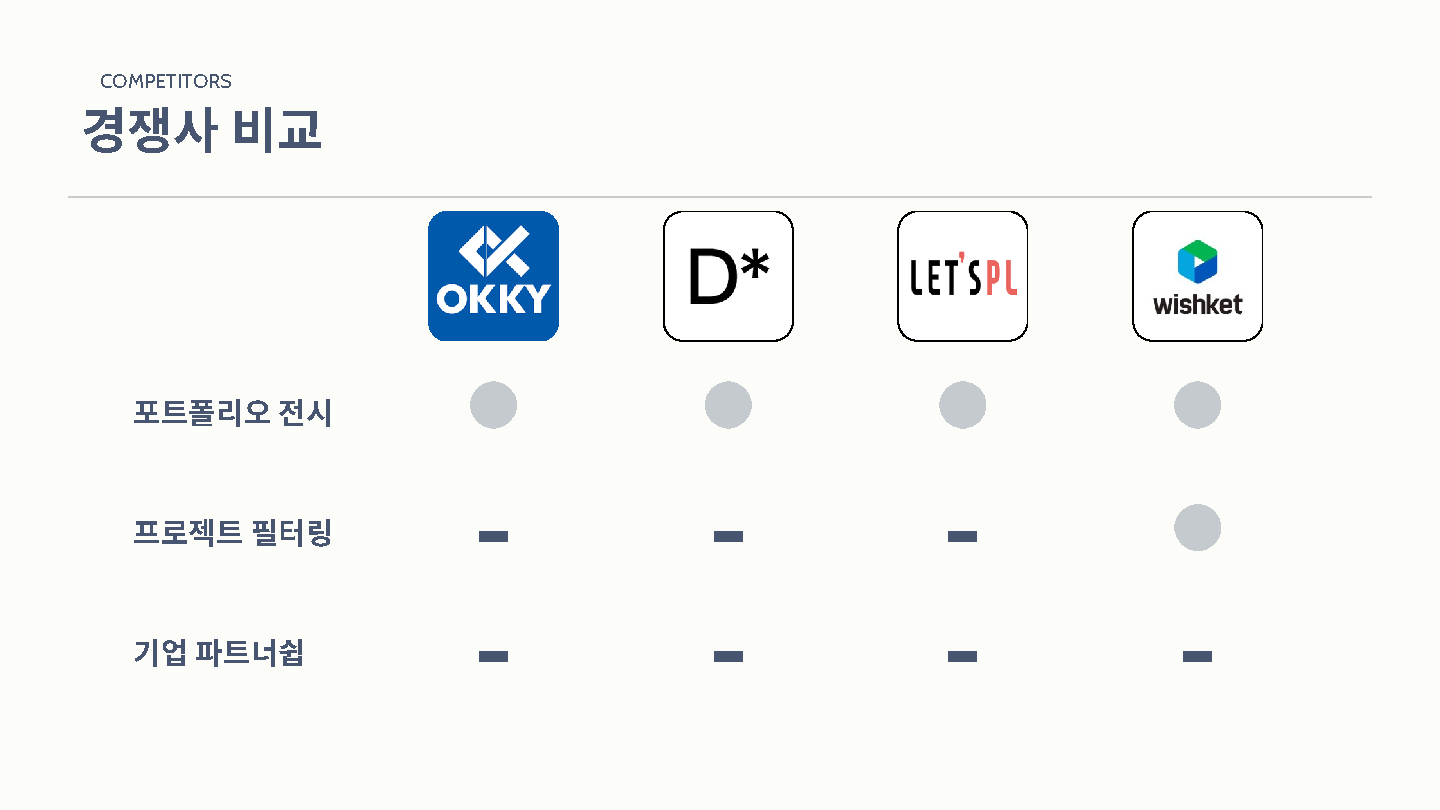 COMPETITORS
경쟁사 비교
OKKY
D*
LET'SPL
wishket
포트폴리오 전시
프로젝트 필터링
기업 파트너쉽